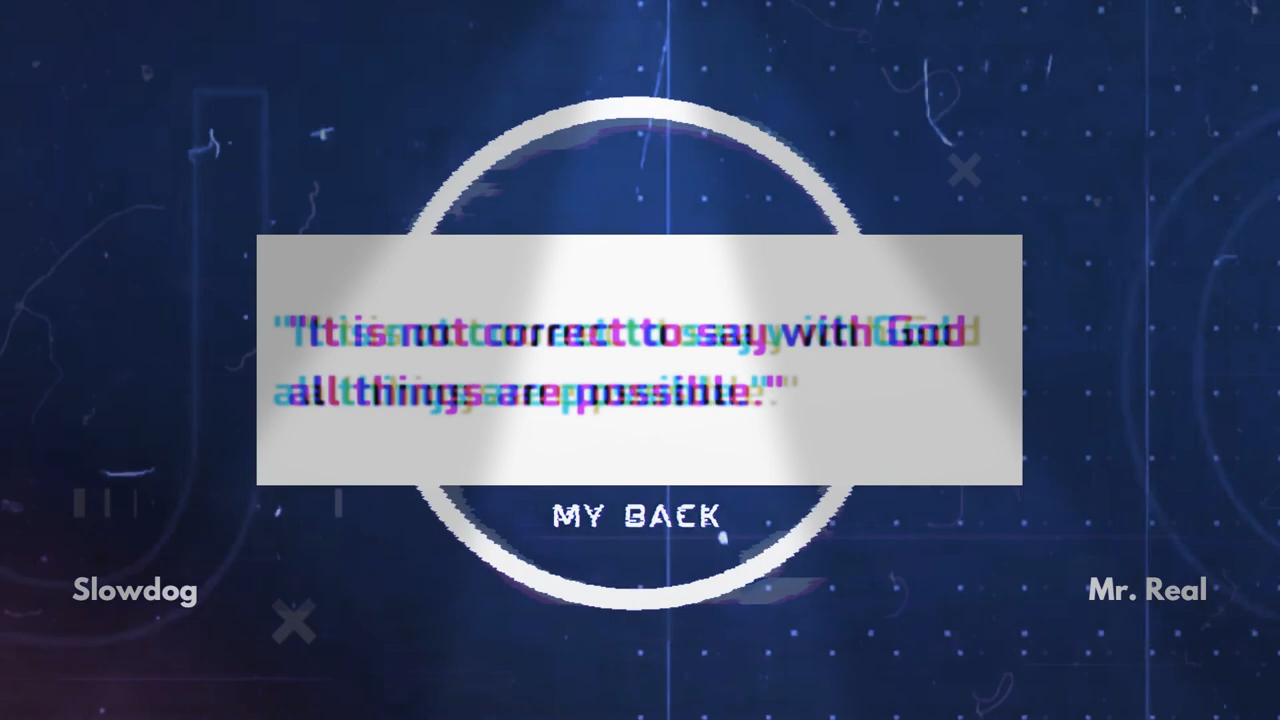 "It is not correct to say with God
all things are possible."
MY BACK
Slowdog
Mr. Real